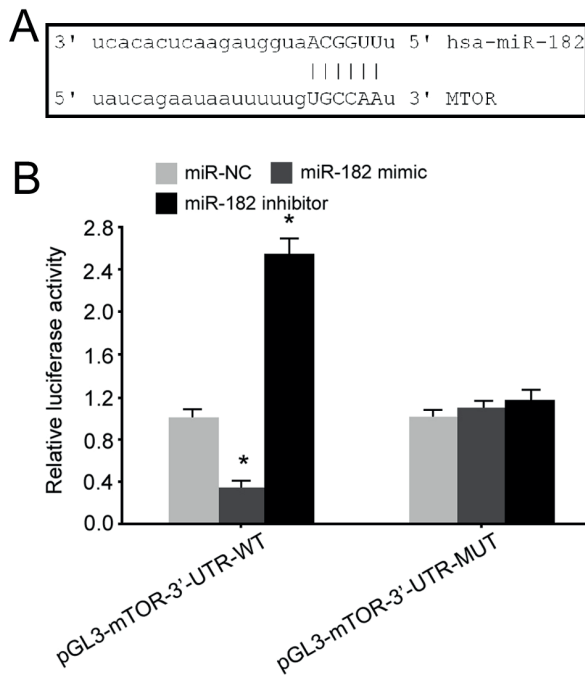 A
3' ucacacucaagaugguaACGGUUu 5' hsa-miR-182
||||||
5' uaucagaauaauuuuugUGCCAAu 3' MTOR
B
miR-NC miR-182 mimic
miR-182 inhibitor
*
2.8
2.4
2.0
1.6
1.2
0.8
0.4
0.0
*
Relative luciferase activity
pGL3-mTOR-3'-UTR-WT
pGL3-mTOR-3'-UTR-MUT